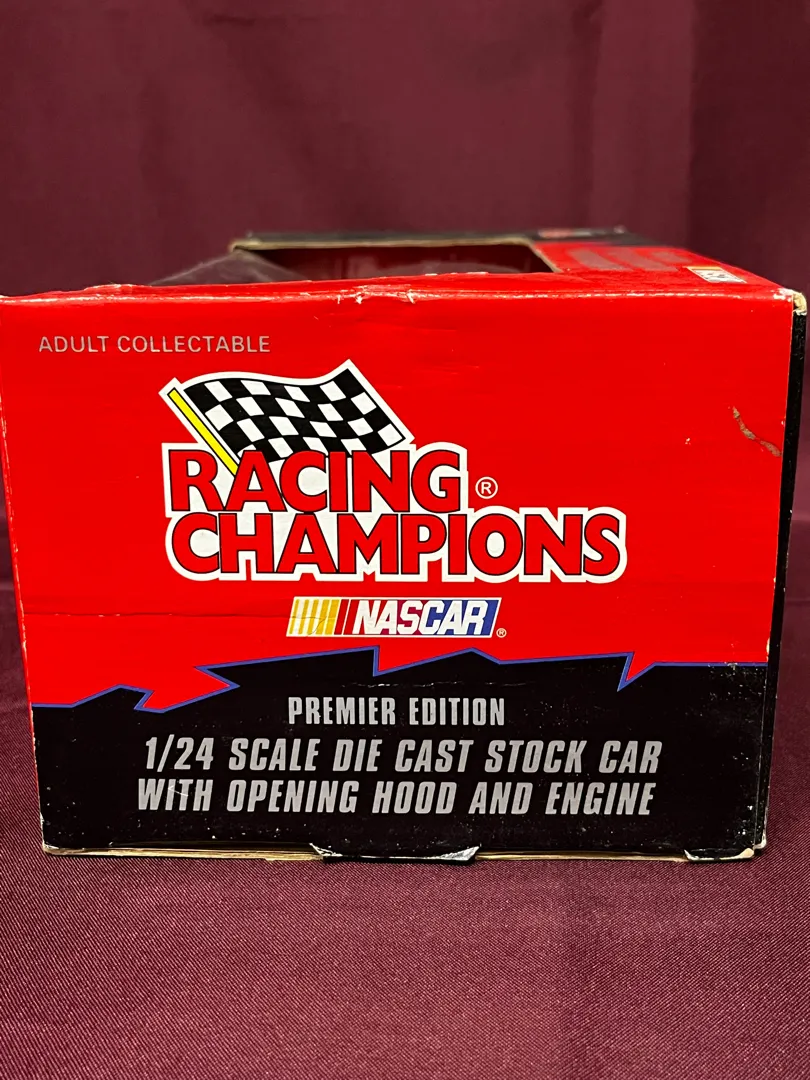 ADULT COLLECTABLE
RACING®
CHAMPIONS
NASCAR®
PREMIER EDITION
1/24 SCALE DIE CAST STOCK CAR
WITH OPENING HOOD AND ENGINE